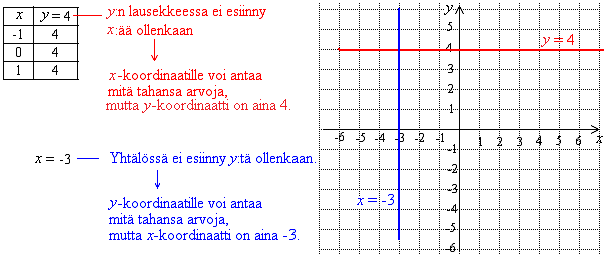 x y = 4
-1 4
0 4
1 4
y:n lausekkeessa ei esiinny
x:ää ollenkaan
x-koordinaatille voi antaa
mitä tahansa arvoja,
mutta y-koordinaatti on aina 4.
x = -3 Yhtälössä ei esiinny y:tä ollenkaan.
y-koordinaatille voi antaa
mitä tahansa arvoja,
mutta x-koordinaatti on aina -3.
y
6
5
y = 4
4
3
2
1
-6 -5 -4 -3 -2 -1 1 2 3 4 5 6 x
-1
-2
-3
x = -3
-4
-5
-6